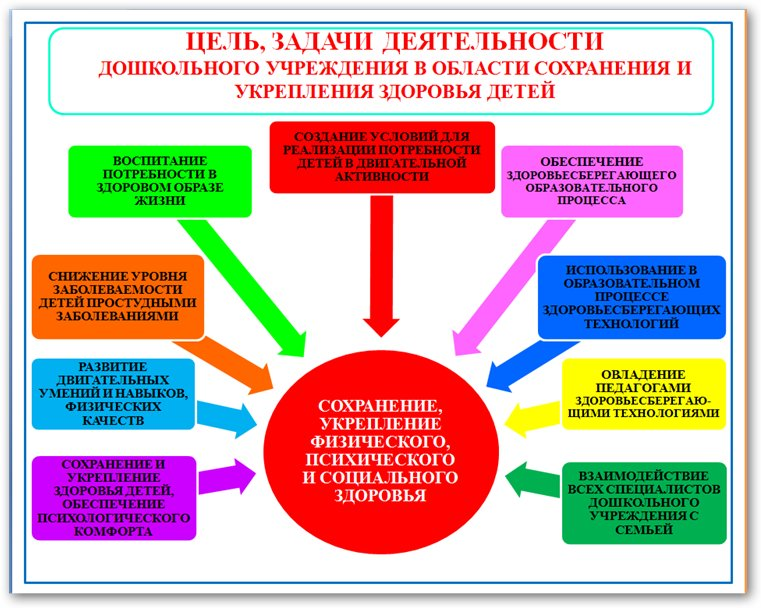 ЦЕЛЬ, ЗАДАЧИ ДЕЯТЕЛЬНОСТИ
ДОШКОЛЬНОГО УЧРЕЖДЕНИЯ В ОБЛАСТИ СОХРАНЕНИЯ И
УКРЕПЛЕНИЯ ЗДОРОВЬЯ ДЕТЕЙ
СОЗДАНИЕ УСЛОВИЙ ДЛЯ
РЕАЛИЗАЦИИ ПОТРЕБНОСТИ
ДЕТЕЙ В ДВИГАТЕЛЬНОЙ
АКТИВНОСТИ
ВОСПИТАНИЕ
ПОТРЕБНОСТИ В
ЗДОРОВОМ ОБРАЗЕ
ЖИЗНИ
ОБЕСПЕЧЕНИЕ
ЗДОРОВЬЕСБЕРЕГАЮЩЕГО
ОБРАЗОВАТЕЛЬНОГО
ПРОЦЕССА
СНИЖЕНИЕ УРОВНЯ
ЗАБОЛЕВАЕМОСТИ
ДЕТЕЙ ПРОСТУДНЫМИ
ЗАБОЛЕВАНИЯМИ
ИСПОЛЬЗОВАНИЕ В
ОБРАЗОВАТЕЛЬНОМ
ПРОЦЕССЕ
ЗДОРОВЬЕСБЕРЕГАЮЩИХ
ТЕХНОЛОГИЙ
РАЗВИТИЕ
ДВИГАТЕЛЬНЫХ
УМЕНИЙ И НАВЫКОВ,
ФИЗИЧЕСКИХ
КАЧЕСТВ
ОВЛАДЕНИЕ
ПЕДАГОГАМИ
ЗДОРОВЬЕСБЕРЕГАЮ-
ЩИМИ ТЕХНОЛОГИЯМИ
СОХРАНЕНИЕ И
УКРЕПЛЕНИЕ
ЗДОРОВЬЯ ДЕТЕЙ,
ОБЕСПЕЧЕНИЕ
ПСИХОЛОГИЧЕСКОГО
КОМФОРТА
ВЗАИМОДЕЙСТВИЕ
ВСЕХ СПЕЦИАЛИСТОВ
ДОШКОЛЬНОГО
УЧРЕЖДЕНИЯ С
СЕМЬЕЙ
СОХРАНЕНИЕ,
УКРЕПЛЕНИЕ
ФИЗИЧЕСКОГО,
ПСИХИЧЕСКОГО
И СОЦИАЛЬНОГО
ЗДОРОВЬЯ